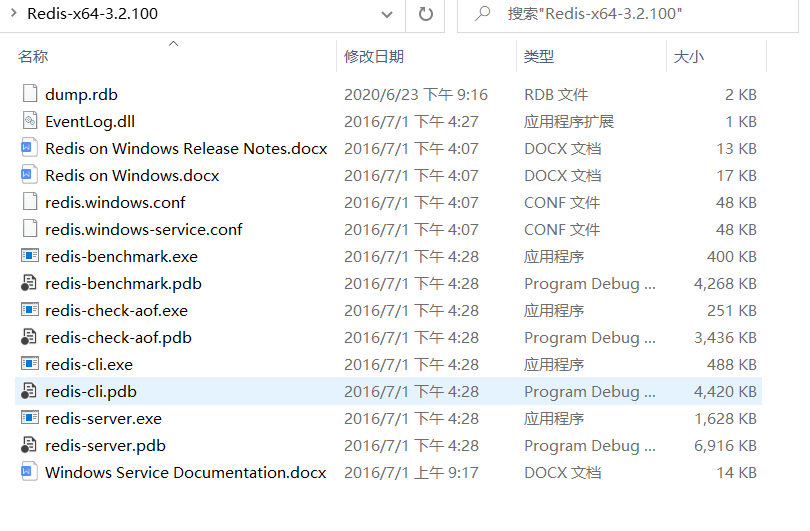 Redis-x64-3.2.100 搜索"Redis-x64-3.2.100"
名称 修改日期 类型 大小
dump.rdb 2020/6/23 下午 9:16 RDB 文件 2 KB
EventLog.dll 2016/7/1 下午 4:27 应用程序扩展 1 KB
Redis on Windows Release Notes.docx 2016/7/1 下午 4:07 DOCX 文档 13 KB
Redis on Windows.docx 2016/7/1 下午 4:07 DOCX 文档 17 KB
redis.windows.conf 2016/7/1 下午 4:07 CONF 文件 48 KB
redis.windows-service.conf 2016/7/1 下午 4:07 CONF 文件 48 KB
redis-benchmark.exe 2016/7/1 下午 4:28 应用程序 400 KB
redis-benchmark.pdb 2016/7/1 下午 4:28 Program Debug ... 4,268 KB
redis-check-aof.exe 2016/7/1 下午 4:28 应用程序 251 KB
redis-check-aof.pdb 2016/7/1 下午 4:28 Program Debug ... 3,436 KB
redis-cli.exe 2016/7/1 下午 4:28 应用程序 488 KB
redis-cli.pdb 2016/7/1 下午 4:28 Program Debug ... 4,420 KB
redis-server.exe 2016/7/1 下午 4:28 应用程序 1,628 KB
redis-server.pdb 2016/7/1 下午 4:28 Program Debug ... 6,916 KB
Windows Service Documentation.docx 2016/7/1 上午 9:17 DOCX 文档 14 KB